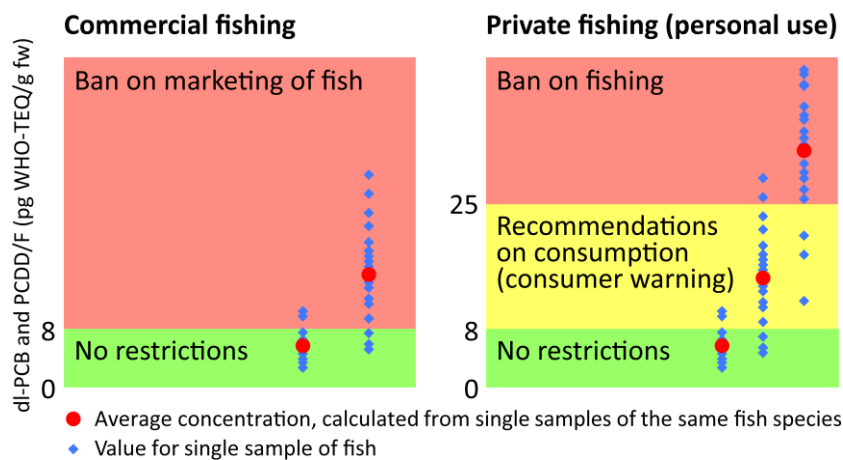 Commercial fishing
Private fishing (personal use)
dl-PCB and PCDD/F (pg WHO-TEQ/g fw)
Ban on marketing of fish
8
No restrictions
0
Ban on fishing
25
Recommendations
on consumption
(consumer warning)
8
No restrictions
0
Average concentration, calculated from single samples of the same fish species
Value for single sample of fish